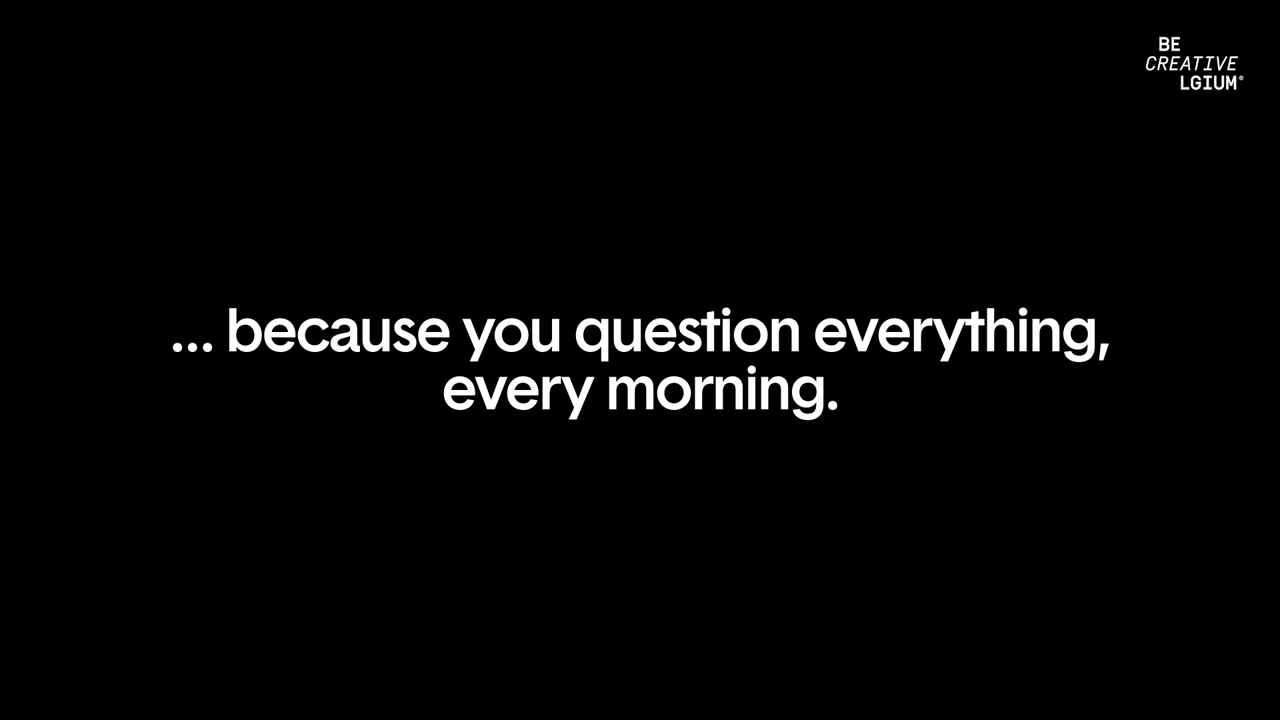 BE
CREATIVE
LGIUM®
... because you question everything,
every morning.